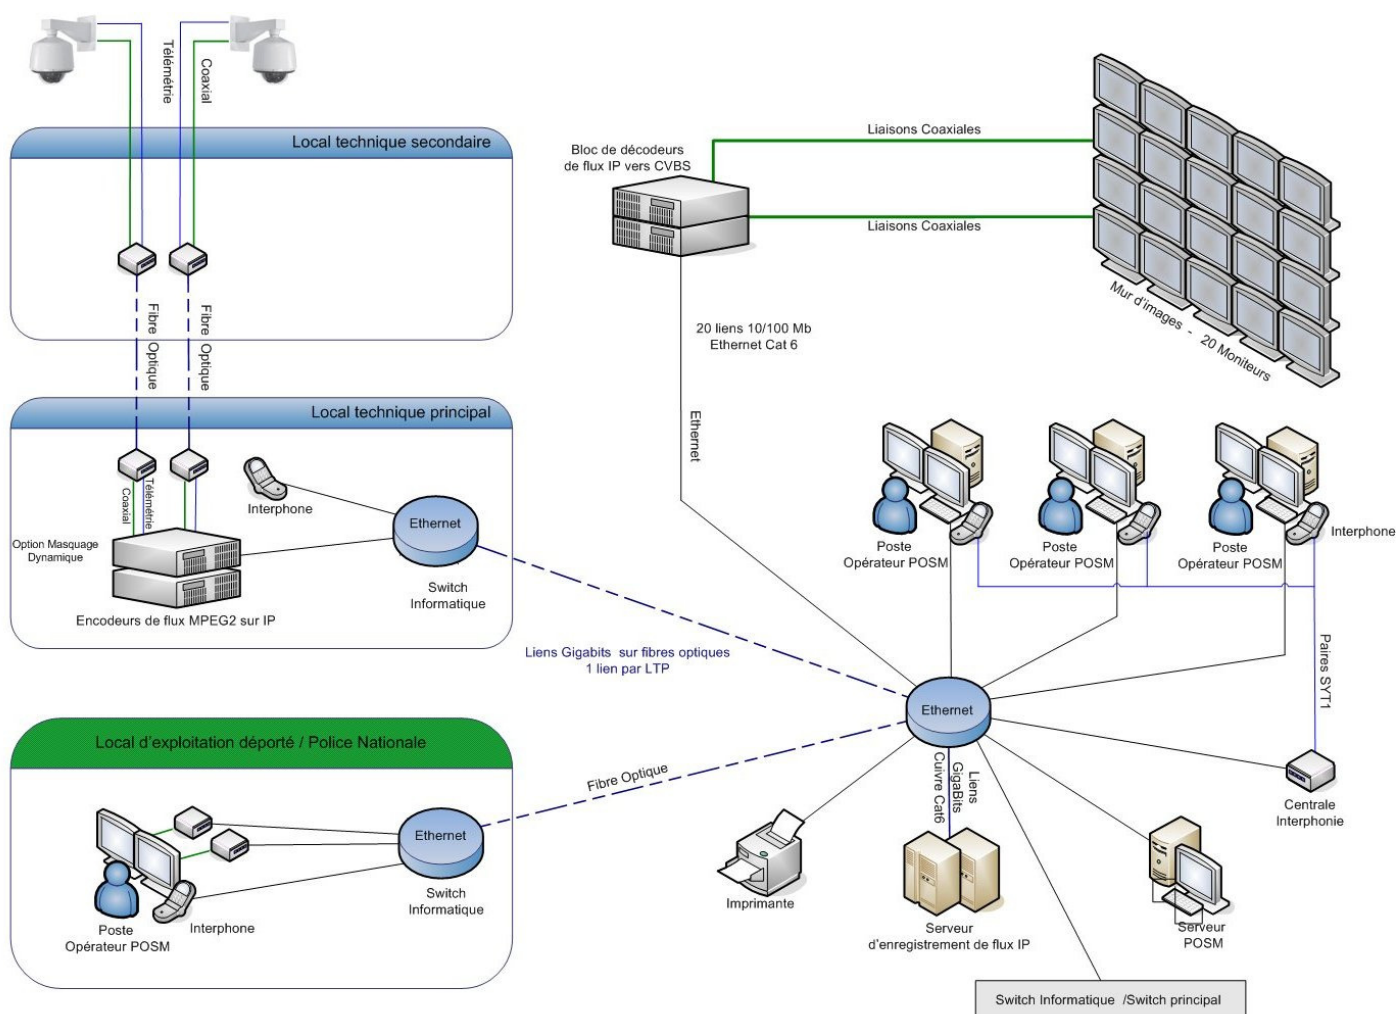 Télémétrie
Coaxial
Local technique secondaire
Fibre Optique
Fibre Optique
Local technique principal
Coaxial
Télémétrie
Interphone
Option Masquage
Dynamique
Encodeurs de flux MPEG2 sur IP
Ethernet
Switch
Informatique
Liens Gigabits sur fibres optiques
1 lien par LTP
Local d'exploitation déporté / Police Nationale
Ethernet
Switch
Informatique
Poste
Opérateur POSM
Interphone
Fibre Optique
Bloc de décodeurs
de flux IP vers CVBS
Liaisons Coaxiales
Liaisons Coaxiales
Mur d'images - 20 Moniteurs
20 liens 10/100 Mb
Ethernet Cat 6
Ethernet
Poste
Opérateur POSM
Poste
Opérateur POSM
Poste
Opérateur POSM
Interphone
Paires SYT1
Ethernet
Liens
GigaBits
Cuivre Cat6
Centrale
Interphonie
Imprimante
Serveur
d'enregistrement de flux IP
Serveur
POSM
Switch Informatique /Switch principal